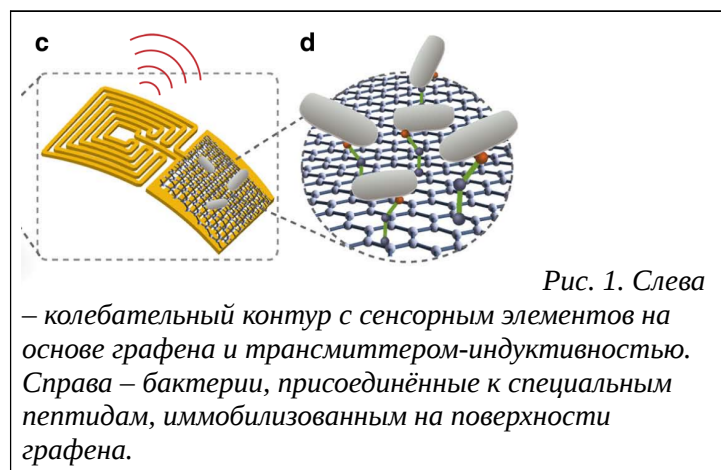 c
d
Рис. 1. Слева
– колебательный контур с сенсорным элементов на
основе графена и трансмиттером-индуктивностью.
Справа – бактерии, присоединённые к специальным
пептидам, иммобилизованным на поверхности
графена.